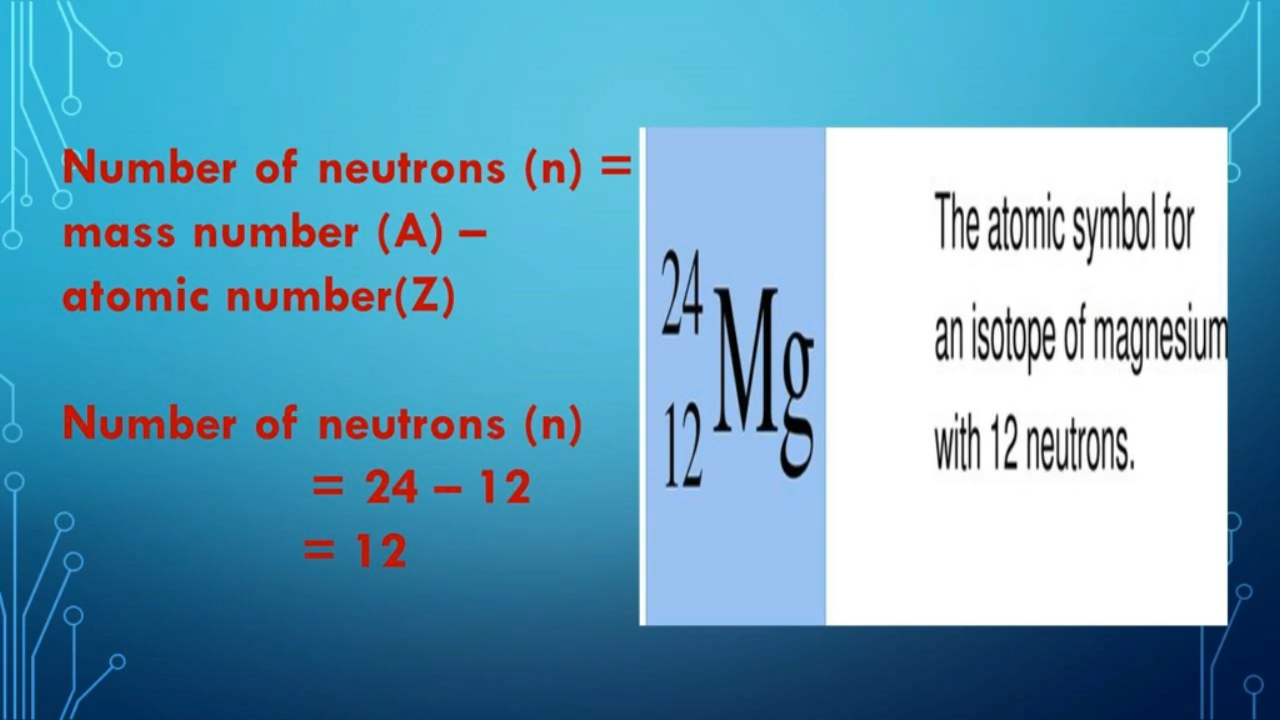 Number of neutrons (n) =
mass number (A) –
atomic number(Z)
Number of neutrons (n)
= 24 – 12
= 12
24
12
Mg
The atomic symbol for
an isotope of magnesium
with 12 neutrons.